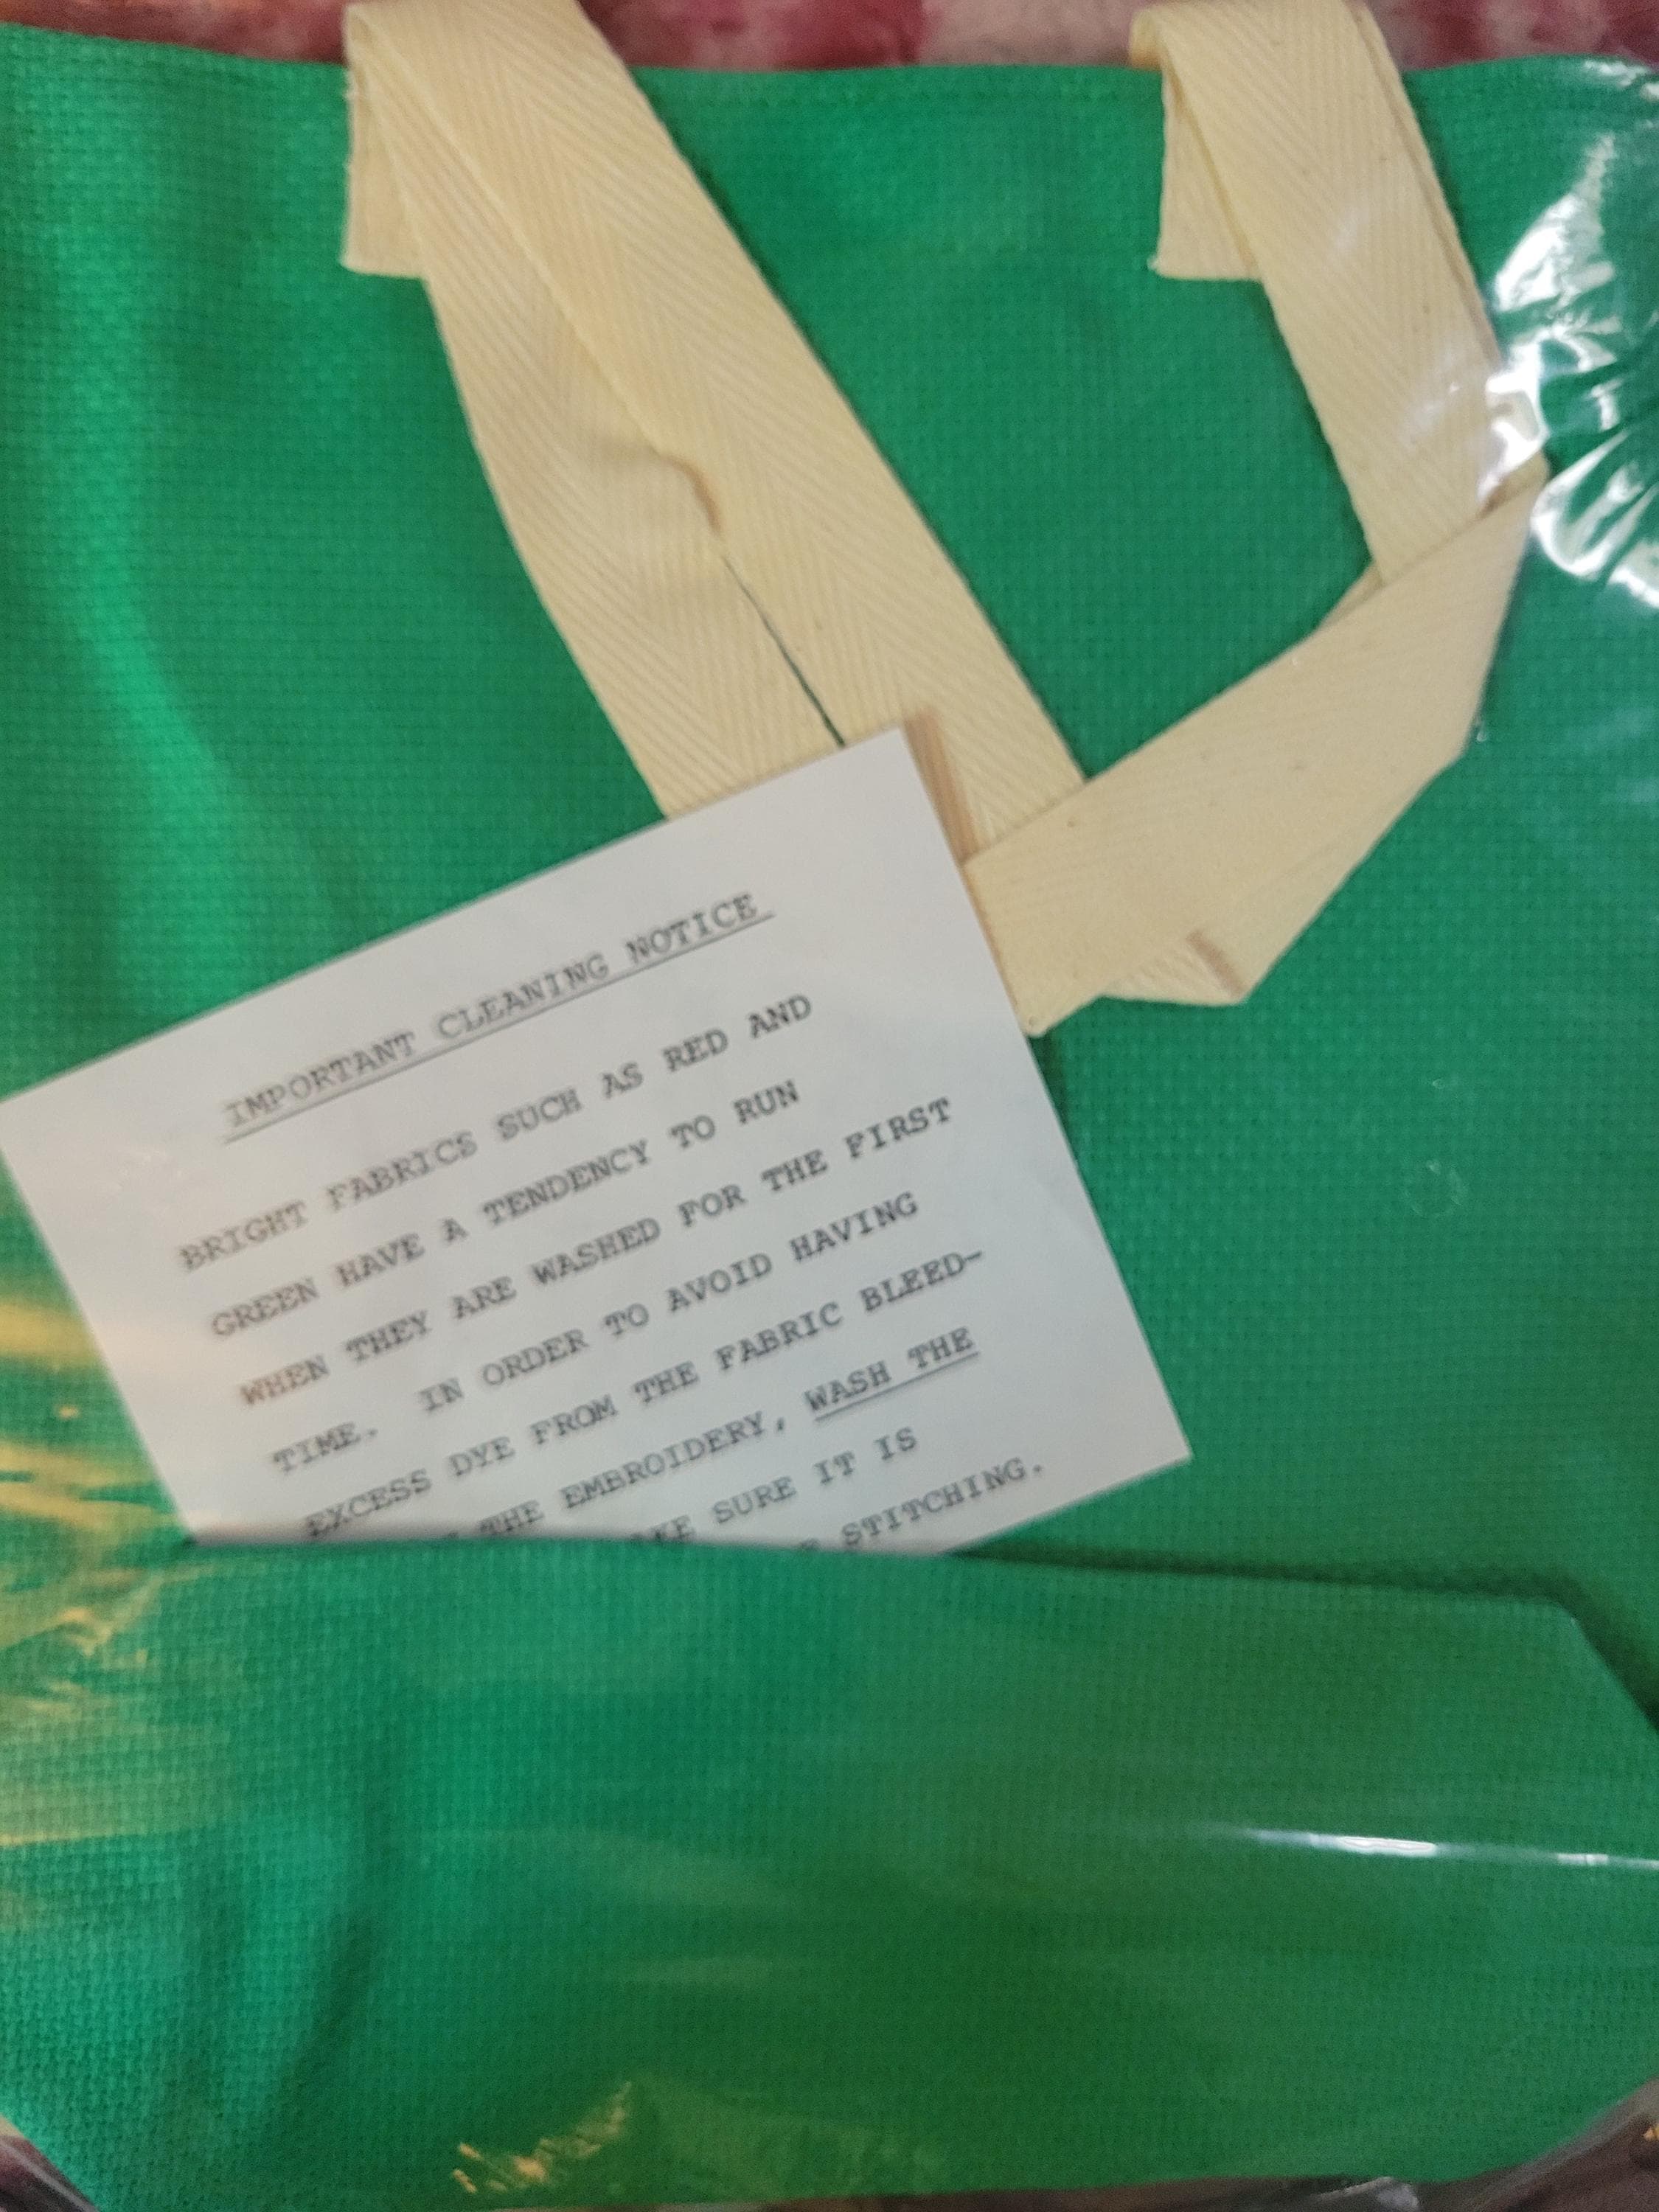 IMPORTANT CLEANING NOTICE
BRIGHT FABRICS SUCH AS RED AND
GREEN HAVE A TENDENCY TO RUN
WHEN THEY ARE WASHED FOR THE FIRST
TIME. IN ORDER TO AVOID HAVING
EXCESS DYE FROM THE FABRIC BLEED-
THE EMBROIDERY, WASH THE
SURE IT IS
STITCHING.